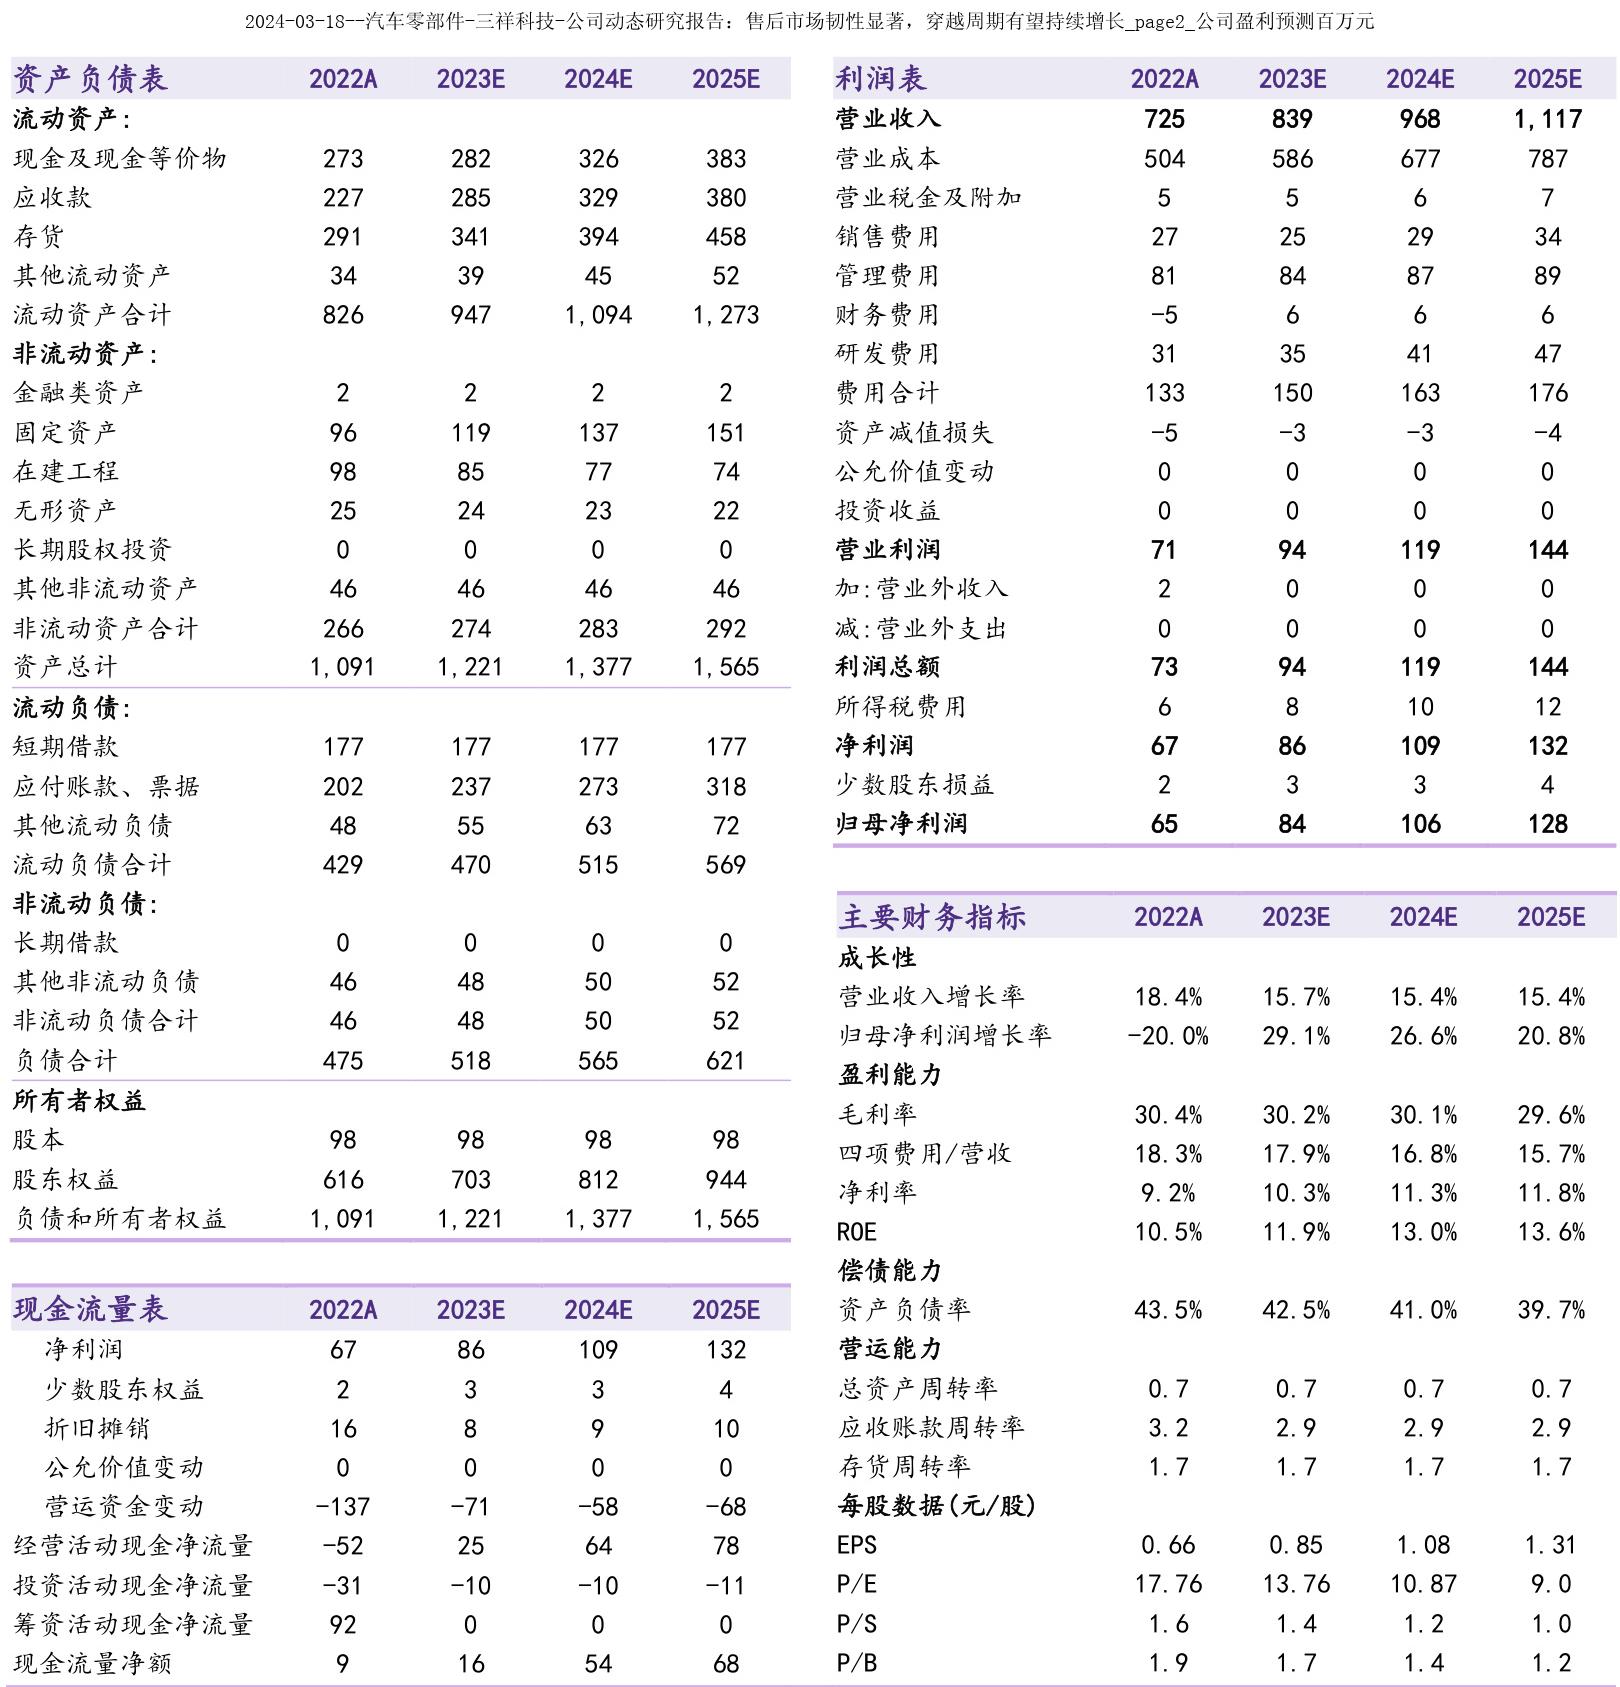 2024-03-18--汽车零部件-三祥科技-公司动态研究报告：售后市场韧性显著，穿越周期有望持续增长_page2_公司盈利预测百万元
资产负债表 2022A 2023E 2024E 2025E
流动资产:
现金及现金等价物 273 282 326 383
应收款 227 285 329 380
存货 291 341 394 458
其他流动资产 34 39 45 52
流动资产合计 826 947 1,094 1,273
非流动资产:
金融类资产 2 2 2 2
固定资产 96 119 137 151
在建工程 98 85 77 74
无形资产 25 24 23 22
长期股权投资 0 0 0 0
其他非流动资产 46 46 46 46
非流动资产合计 266 274 283 292
资产总计 1,091 1,221 1,377 1,565
流动负债:
短期借款 177 177 177 177
应付账款、票据 202 237 273 318
其他流动负债 48 55 63 72
流动负债合计 429 470 515 569
非流动负债:
长期借款 0 0 0 0
其他非流动负债 46 48 50 52
非流动负债合计 46 48 50 52
负债合计 475 518 565 621
所有者权益
股本 98 98 98 98
股东权益 616 703 812 944
负债和所有者权益 1,091 1,221 1,377 1,565
现金流量表 2022A 2023E 2024E 2025E
净利润 67 86 109 132
少数股东权益 2 3 3 4
折旧摊销 16 8 9 10
公允价值变动 0 0 0 0
营运资金变动 -137 -71 -58 -68
经营活动现金净流量 -52 25 64 78
投资活动现金净流量 -31 -10 -10 -11
筹资活动现金净流量 92 0 0 0
现金流量净额 9 16 54 68
利润表 2022A 2023E 2024E 2025E
营业收入 725 839 968 1,117
营业成本 504 586 677 787
营业税金及附加 5 5 6 7
销售费用 27 25 29 34
管理费用 81 84 87 89
财务费用 -5 6 6 6
研发费用 31 35 41 47
费用合计 133 150 163 176
资产减值损失 -5 -3 -3 -4
公允价值变动 0 0 0 0
投资收益 0 0 0 0
营业利润 71 94 119 144
加:营业外收入 2 0 0 0
减:营业外支出 0 0 0 0
利润总额 73 94 119 144
所得税费用 6 8 10 12
净利润 67 86 109 132
少数股东损益 2 3 3 4
归母净利润 65 84 106 128
主要财务指标 2022A 2023E 2024E 2025E
成长性
营业收入增长率 18.4% 15.7% 15.4% 15.4%
归母净利润增长率 -20.0% 29.1% 26.6% 20.8%
盈利能力
毛利率 30.4% 30.2% 30.1% 29.6%
四项费用/营收 18.3% 17.9% 16.8% 15.7%
净利率 9.2% 10.3% 11.3% 11.8%
ROE 10.5% 11.9% 13.0% 13.6%
偿债能力
资产负债率 43.5% 42.5% 41.0% 39.7%
营运能力
总资产周转率 0.7 0.7 0.7 0.7
应收账款周转率 3.2 2.9 2.9 2.9
存货周转率 1.7 1.7 1.7 1.7
每股数据(元/股)
EPS 0.66 0.85 1.08 1.31
P/E 17.76 13.76 10.87 9.0
P/S 1.6 1.4 1.2 1.0
P/B 1.9 1.7 1.4 1.2